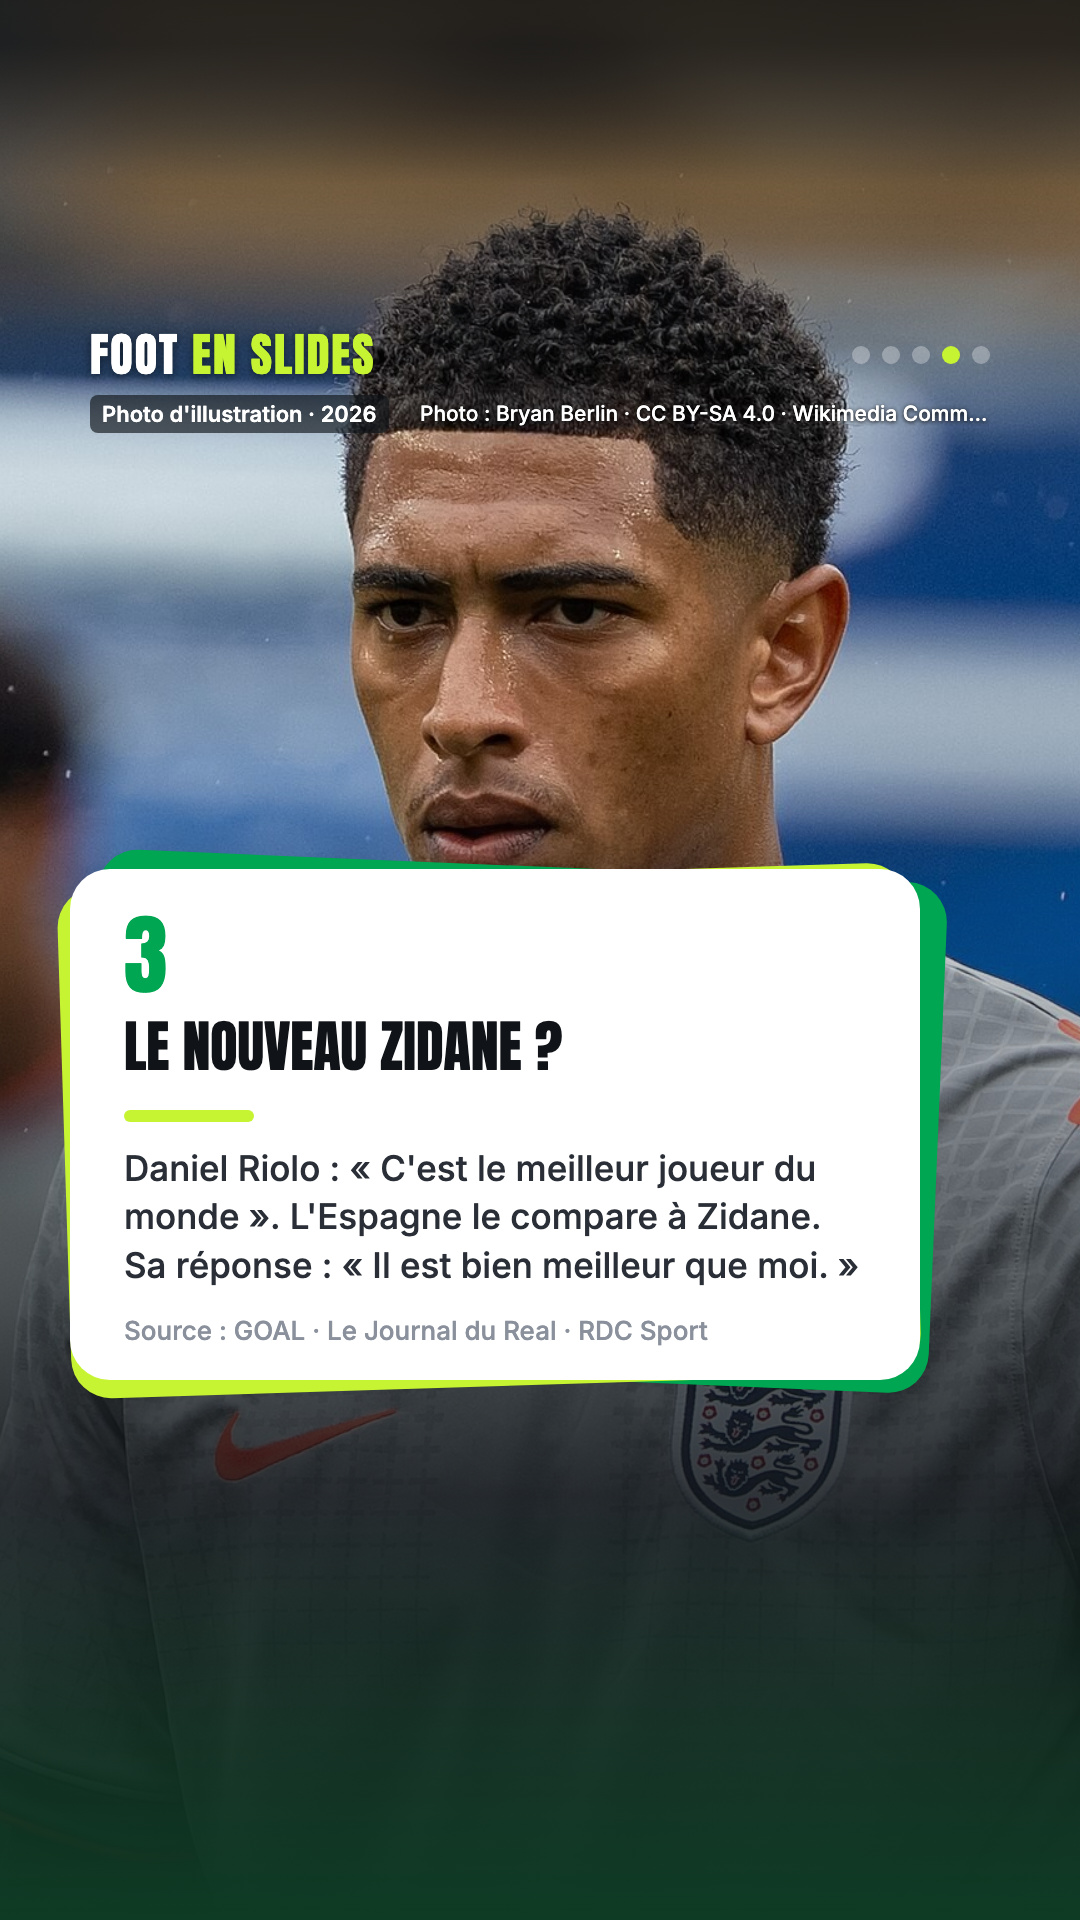 FOOT EN SLIDES
Photo d'illustration · 2026
Photo : Bryan Berlin · CC BY-SA 4.0 · Wikimedia Comm...
3
LE NOUVEAU ZIDANE ?
Daniel Riolo : « C'est le meilleur joueur du
monde ». L'Espagne le compare à Zidane.
Sa réponse : « Il est bien meilleur que moi. »
Source : GOAL · Le Journal du Real · RDC Sport